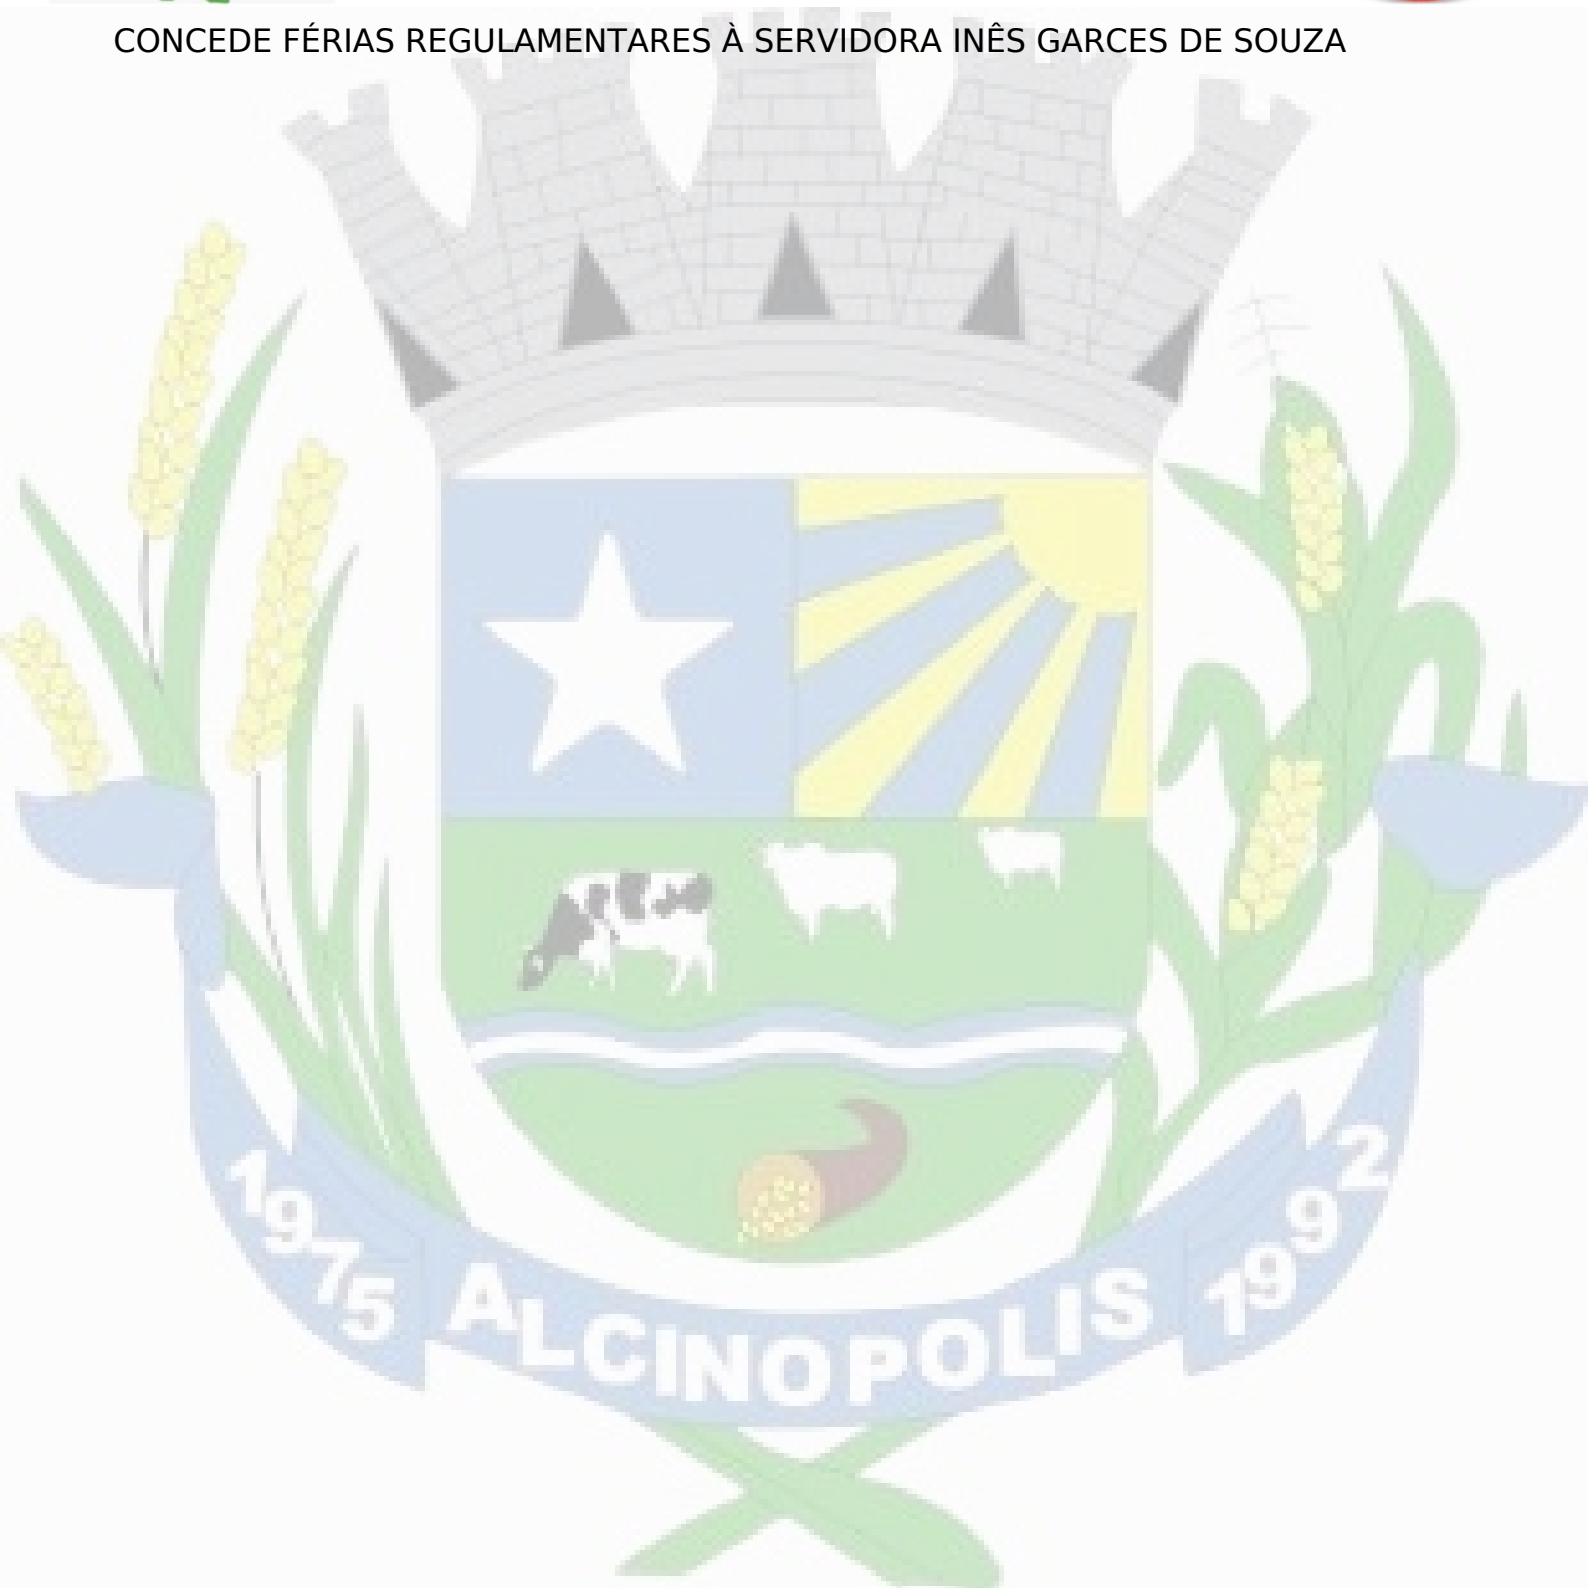 CONCEDE FÉRIAS REGULAMENTARES À SERVIDORA INÊS GARCES DE SOUZA
1975 ALCINOPOLIS 1992